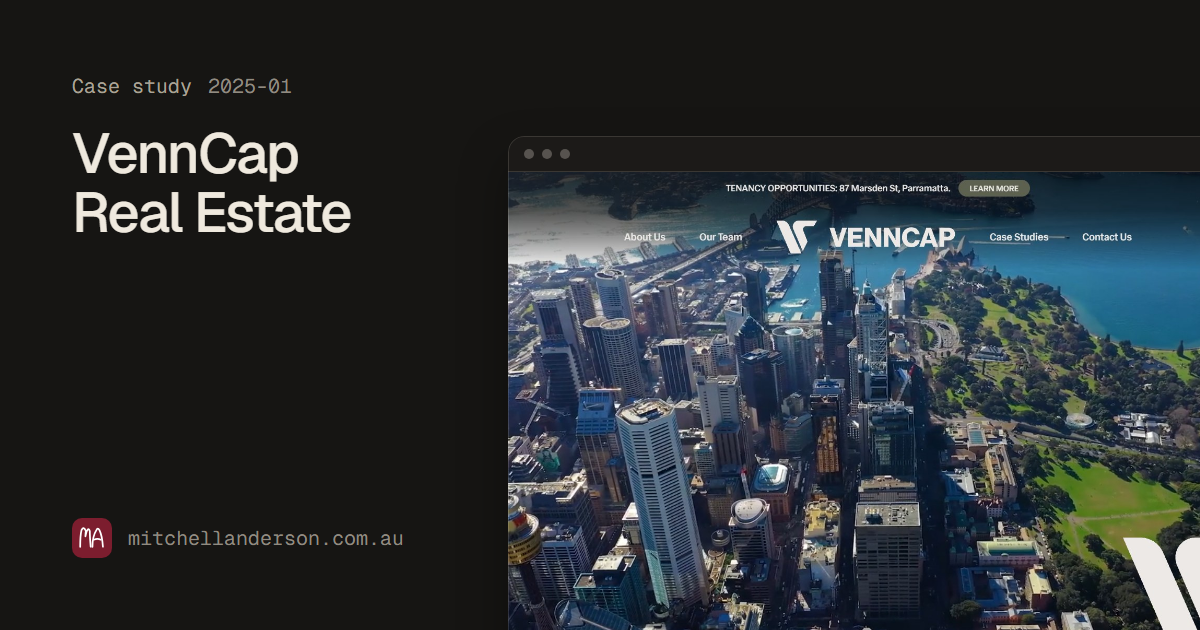 Case study 2025-01
VennCap
Real Estate
TENANCY OPPORTUNITIES: 87 Marsden St, Parramatta. LEARN MORE
About Us Our Team VENNCAP Case Studies Contact Us
MA mitchellanderson.com.au